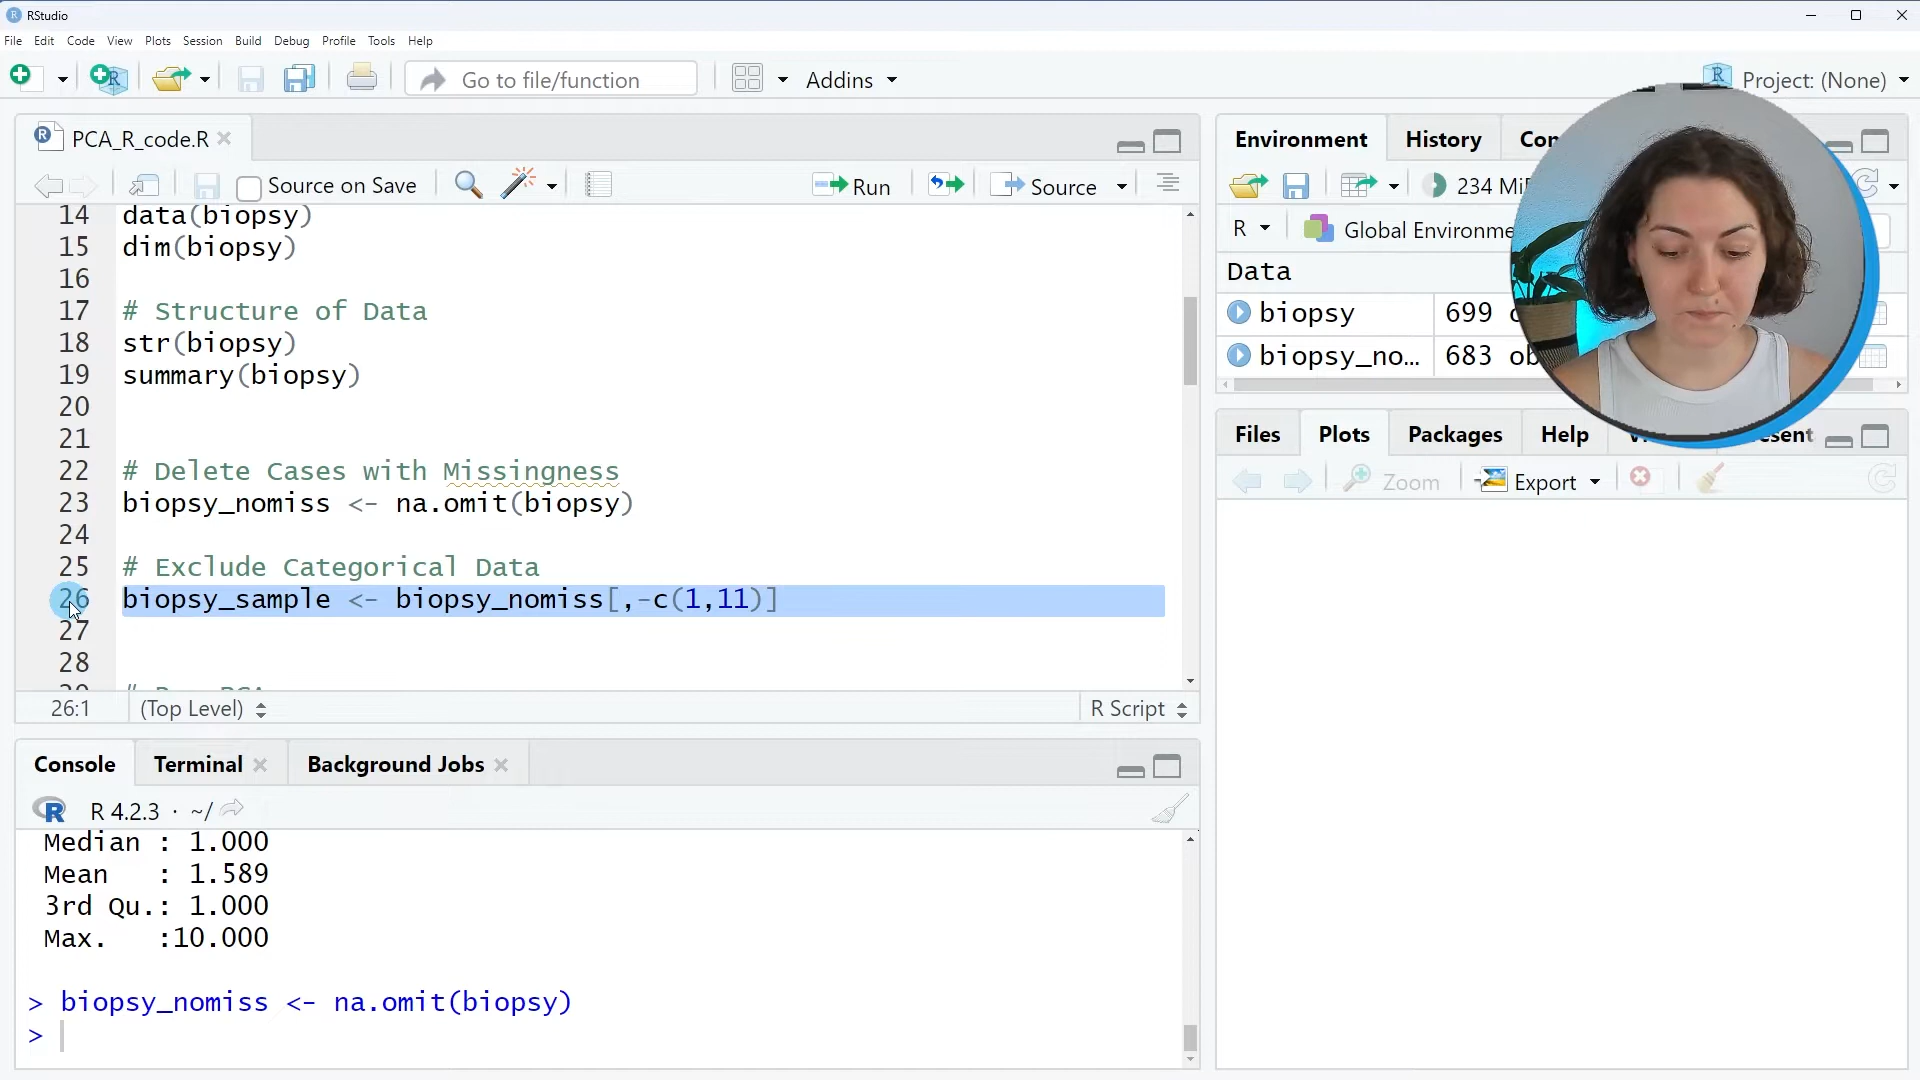 RStudio
File Edit Code View Plots Session Build Debug Profile Tools Help
Go to file/function Addins Project: (None)
PCA_R_code.R
Source on Save Run Source
14 data(biopsy)
15 dim(biopsy)
16
17 # Structure of Data
18 str(biopsy)
19 summary(biopsy)
20
21
22 # Delete Cases with Missingness
23 biopsy_nomiss <- na.omit(biopsy)
24
25 # Exclude Categorical Data
26 biopsy_sample <- biopsy_nomiss[,-c(1,11)]
27
28
26:1 (Top Level) R Script
Console Terminal Background Jobs
R 4.2.3 · ~/
Median : 1.000
Mean : 1.589
3rd Qu.: 1.000
Max. :10.000
> biopsy_nomiss <- na.omit(biopsy)
>
Environment History
234
R Global
Data
biopsy 699
biopsy_no... 683
Files Plots Packages Help
Zoom Export